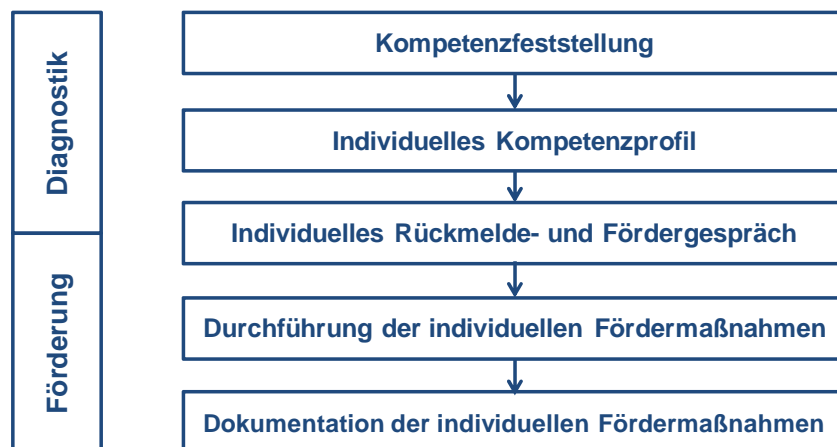 Diagnostik
Kompetenzfeststellung
Individuelles Kompetenzprofil
Individuelles Rückmelde- und Fördergespräch
Förderung
Durchführung der individuellen Fördermaßnahmen
Dokumentation der individuellen Fördermaßnahmen